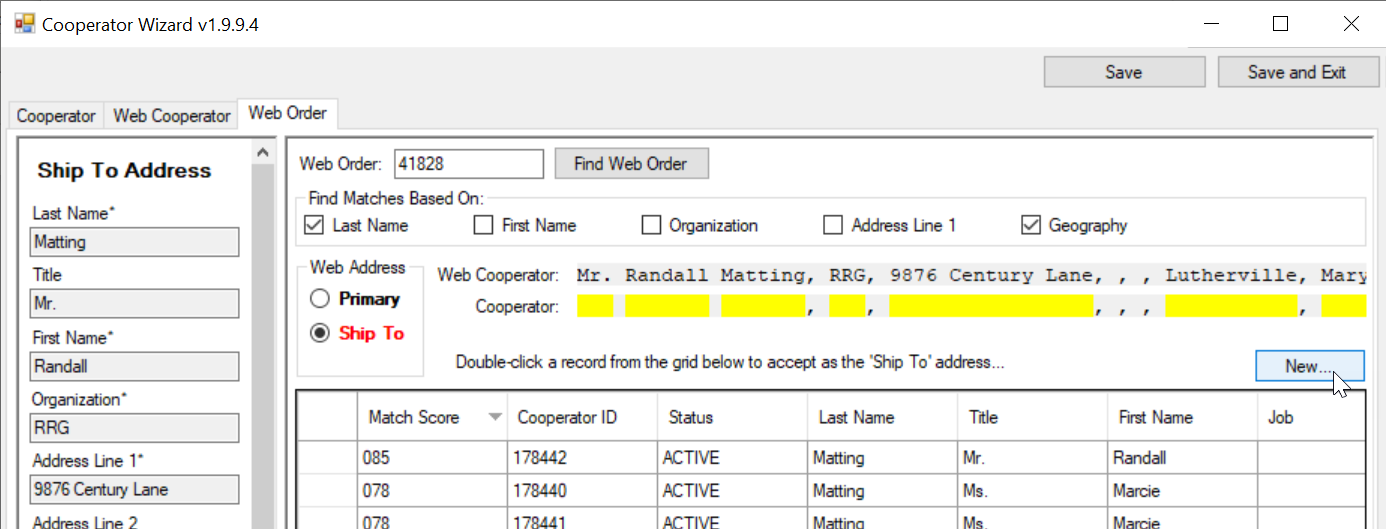 Cooperator Wizard v1.9.9.4
Save Save and Exit
Cooperator Web Cooperator Web Order
Ship To Address
Last Name*
Matting
Title
Mr.
First Name*
Randall
Organization*
RRG
Address Line 1*
9876 Century Lane
Address Line 2
Web Order: 41828 Find Web Order
Find Matches Based On:
Last Name First Name Organization Address Line 1 Geography
Web Address
Primary
Ship To
Web Cooperator: Mr. Randall Matting, RRG, 9876 Century Lane, , , Lutherville, Mary
Cooperator: , , , , , ,
Double-click a record from the grid below to accept as the 'Ship To' address...
New...
Match Score Cooperator ID Status Last Name Title First Name Job
085 178442 ACTIVE Matting Mr. Randall
078 178440 ACTIVE Matting Ms. Marcie
078 178441 ACTIVE Matting Ms. Marcie